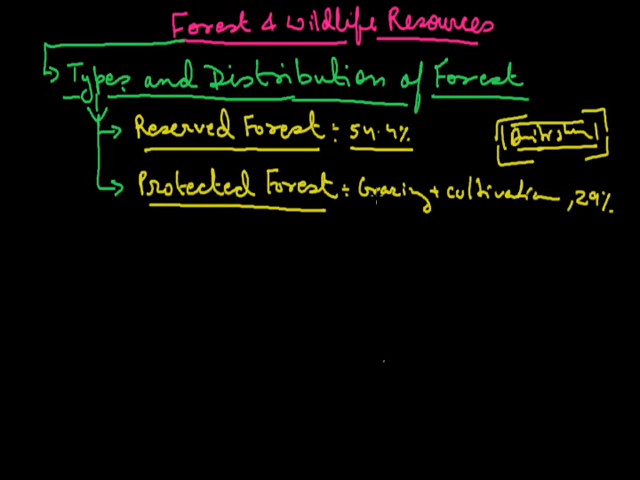 Forest & Wildlife Resources
Types and Distribution of Forest
Reserved Forest :- 54.4%
Protected Forest :- Grazing + cultivation, 29%